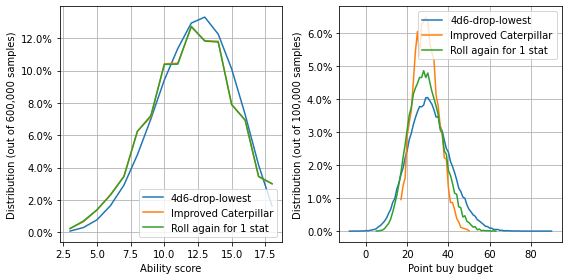 Distribution (out of 600,000 samples)
12.0%
10.0%
8.0%
6.0%
4.0%
2.0%
0.0%
2.5 5.0 7.5 10.0 12.5 15.0 17.5
Ability score
4d6-drop-lowest
Improved Caterpillar
Roll again for 1 stat
Distribution (out of 100,000 samples)
6.0%
5.0%
4.0%
3.0%
2.0%
1.0%
0.0%
0 20 40 60 80
Point buy budget
4d6-drop-lowest
Improved Caterpillar
Roll again for 1 stat